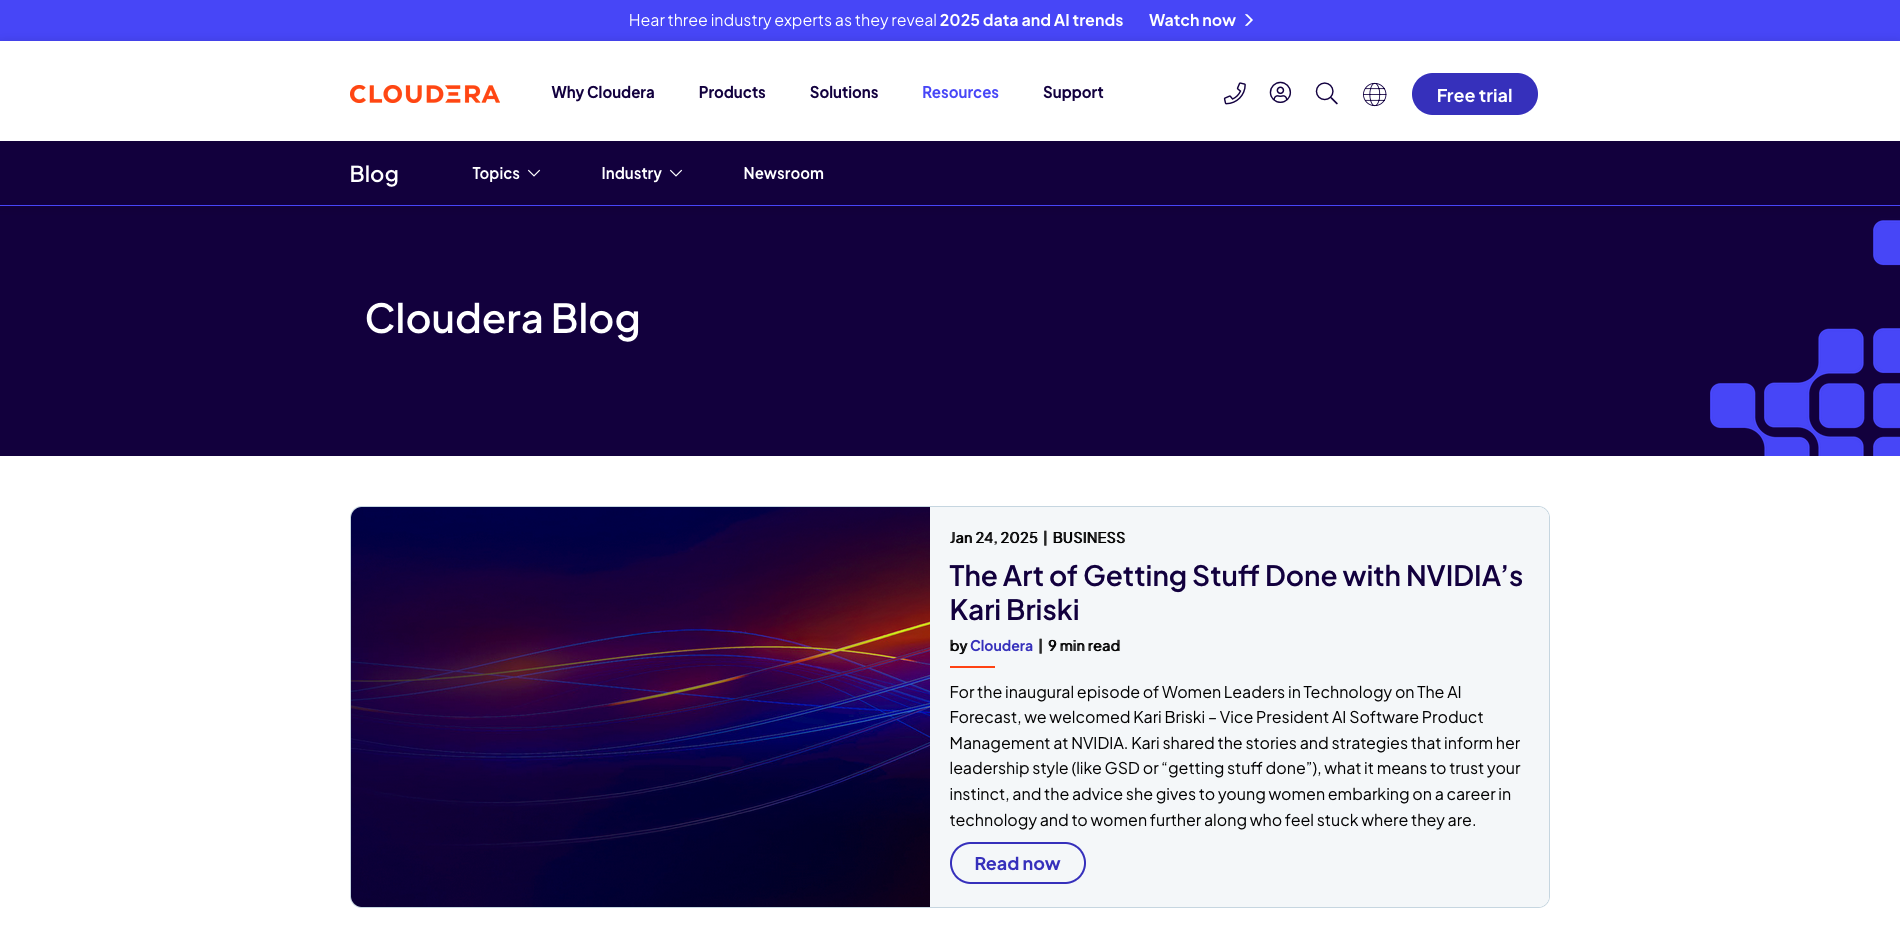 Hear three industry experts as they reveal 2025 data and AI trends Watch now
CLOUDERA Why Cloudera Products Solutions Resources Support Free trial
Blog Topics Industry Newsroom
Cloudera Blog
Jan 24, 2025 | BUSINESS
The Art of Getting Stuff Done with NVIDIA’s
Kari Briski
by Cloudera | 9 min read
For the inaugural episode of Women Leaders in Technology on The AI
Forecast, we welcomed Kari Briski – Vice President AI Software Product
Management at NVIDIA. Kari shared the stories and strategies that inform her
leadership style (like GSD or “getting stuff done”), what it means to trust your
instinct, and the advice she gives to young women embarking on a career in
technology and to women further along who feel stuck where they are.
Read now